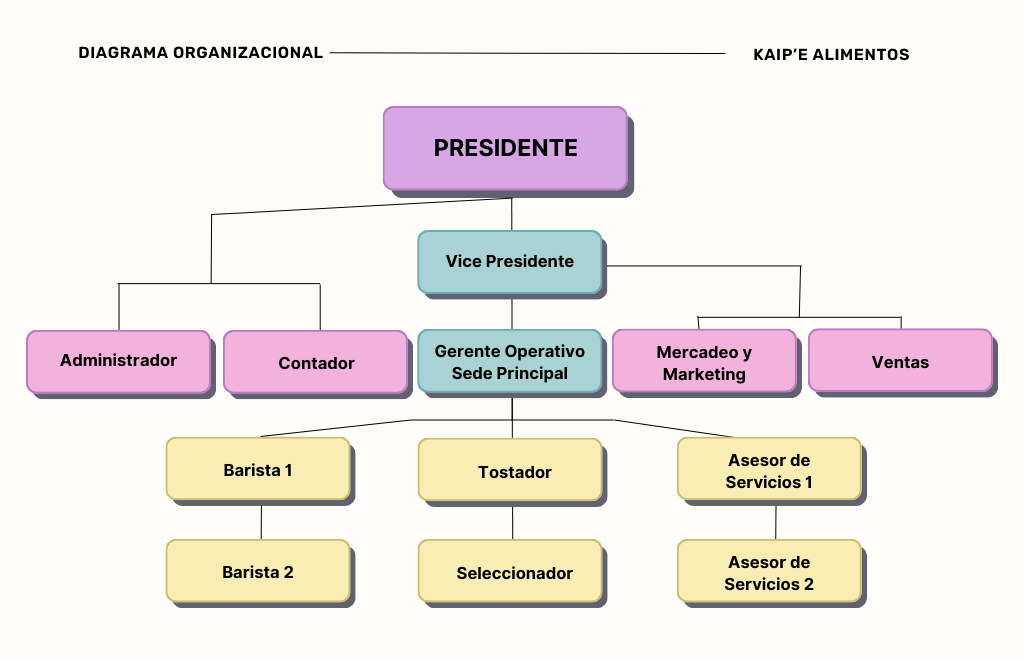 DIAGRAMA ORGANIZACIONAL
KAIP’E ALIMENTOS
PRESIDENTE
Vice Presidente
Administrador
Contador
Gerente Operativo
Sede Principal
Mercadeo y
Marketing
Ventas
Barista 1
Tostador
Asesor de
Servicios 1
Barista 2
Seleccionador
Asesor de
Servicios 2